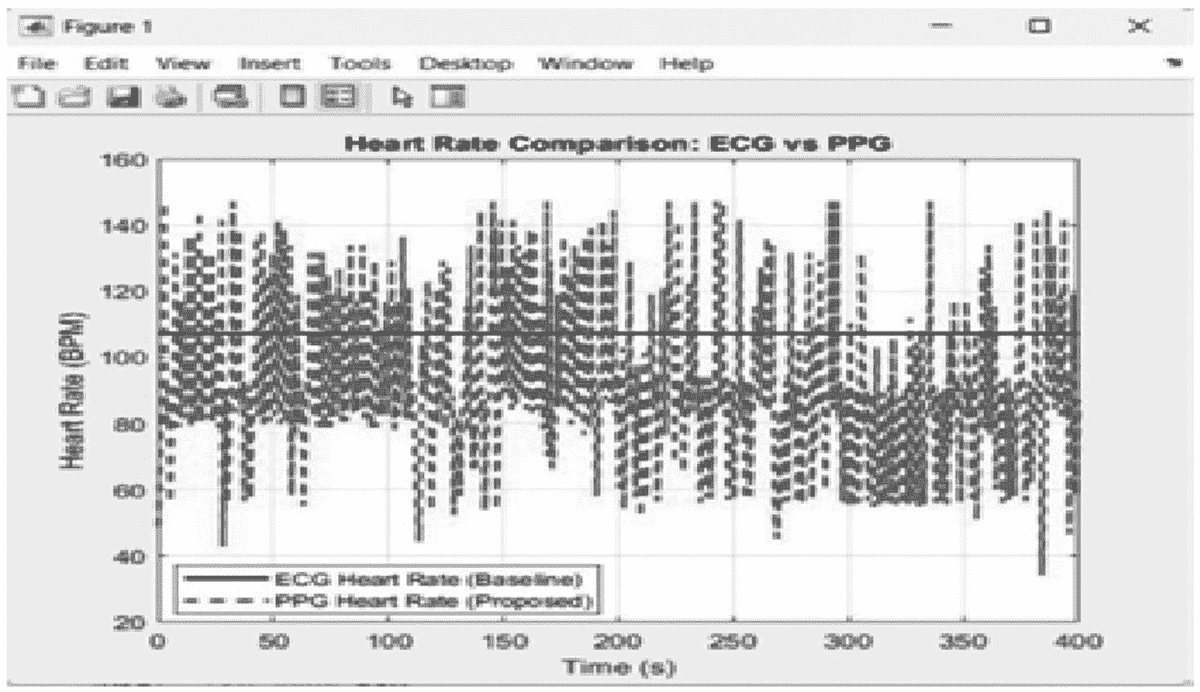 Figure 1
File Edit View Insert Tools Desktop Window Help
Heart Rate Comparison: ECG vs PPG
160
140
120
100
80
60
40
20
Heart Rate (BPM)
ECG Heart Rate (Baseline)
PPG Heart Rate (Proposed)
0 50 100 150 200 250 300 350 400
Time (s)